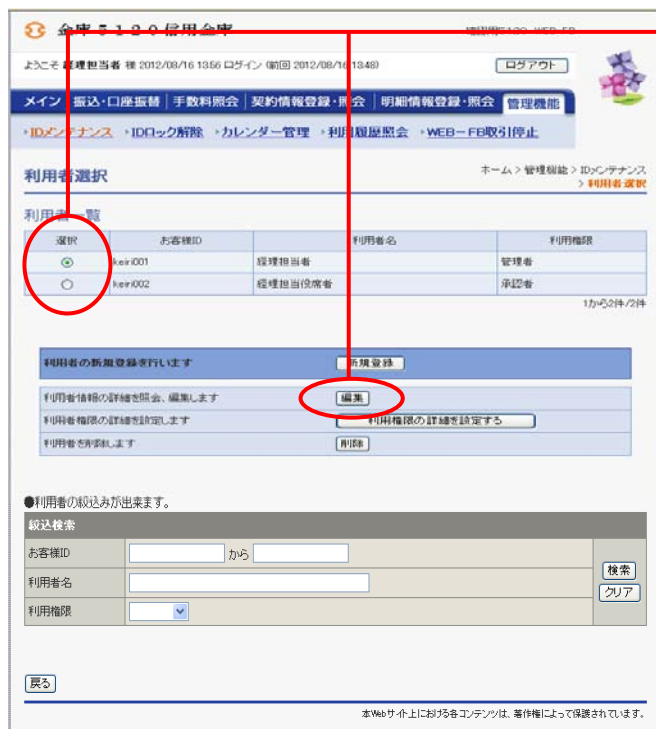 金庫5120信用金庫
ようこそ 経理担当者 様 2012/08/16 1356 ログイン (前回 2012/08/16 1348)
ログアウト
メイン 振込・口座振替 手数料照会 契約情報登録・照会 明細情報登録・照会 管理機能
IDメンテナンス IDロック解除 カレンダー管理 利用履歴照会 WEB-FB取引停止
利用者選択
ホーム > 管理機能 > IDメンテナンス
> 利用者選択
利用者一覧
選択 お客様ID 利用者名 利用権限
keiri001 経理担当者 管理者
keiri002 経理担当役席者 承認者
1から2件/2件
利用者の新規登録を行います 新規登録
利用者情報の詳細を照会、編集します 編集
利用者権限の詳細を設定します 利用権限の詳細を設定する
利用者を削除します 削除
●利用者の絞込みが出来ます。
絞込検索
お客様ID から
利用者名
利用権限
検索
クリア
戻る
本Webサイト上における各コンテンツは、著作権によって保護されています。